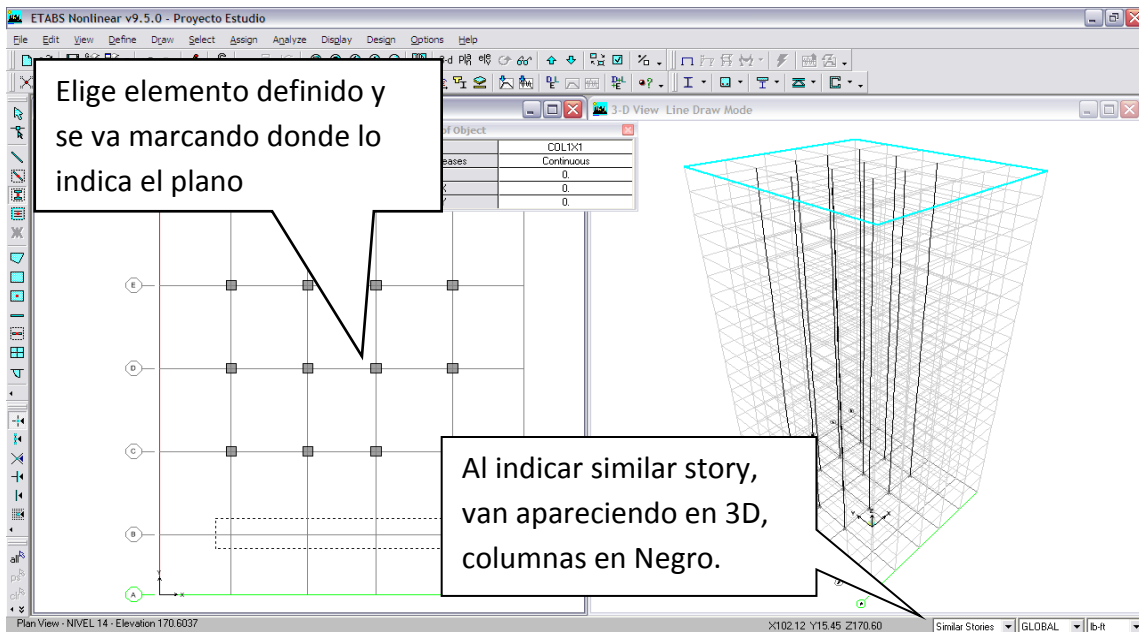 ETABS Nonlinear v9.5.0 - Proyecto Estudio
File Edit View Define Draw Select Assign Analyze Display Design Options Help
Elige elemento definido y
se va marcando donde lo
indica el plano
of Object
COL1X1
eases Continuous
0.
0.
0.
3-D View Line Draw Mode
E
D
C
B
A
Y
X
Al indicar similar story,
van apareciendo en 3D,
columnas en Negro.
all
Plan View - NIVEL 14 - Elevation 170.6037
X102.12 Y15.45 Z170.60
Similar Stories
GLOBAL
lb-ft